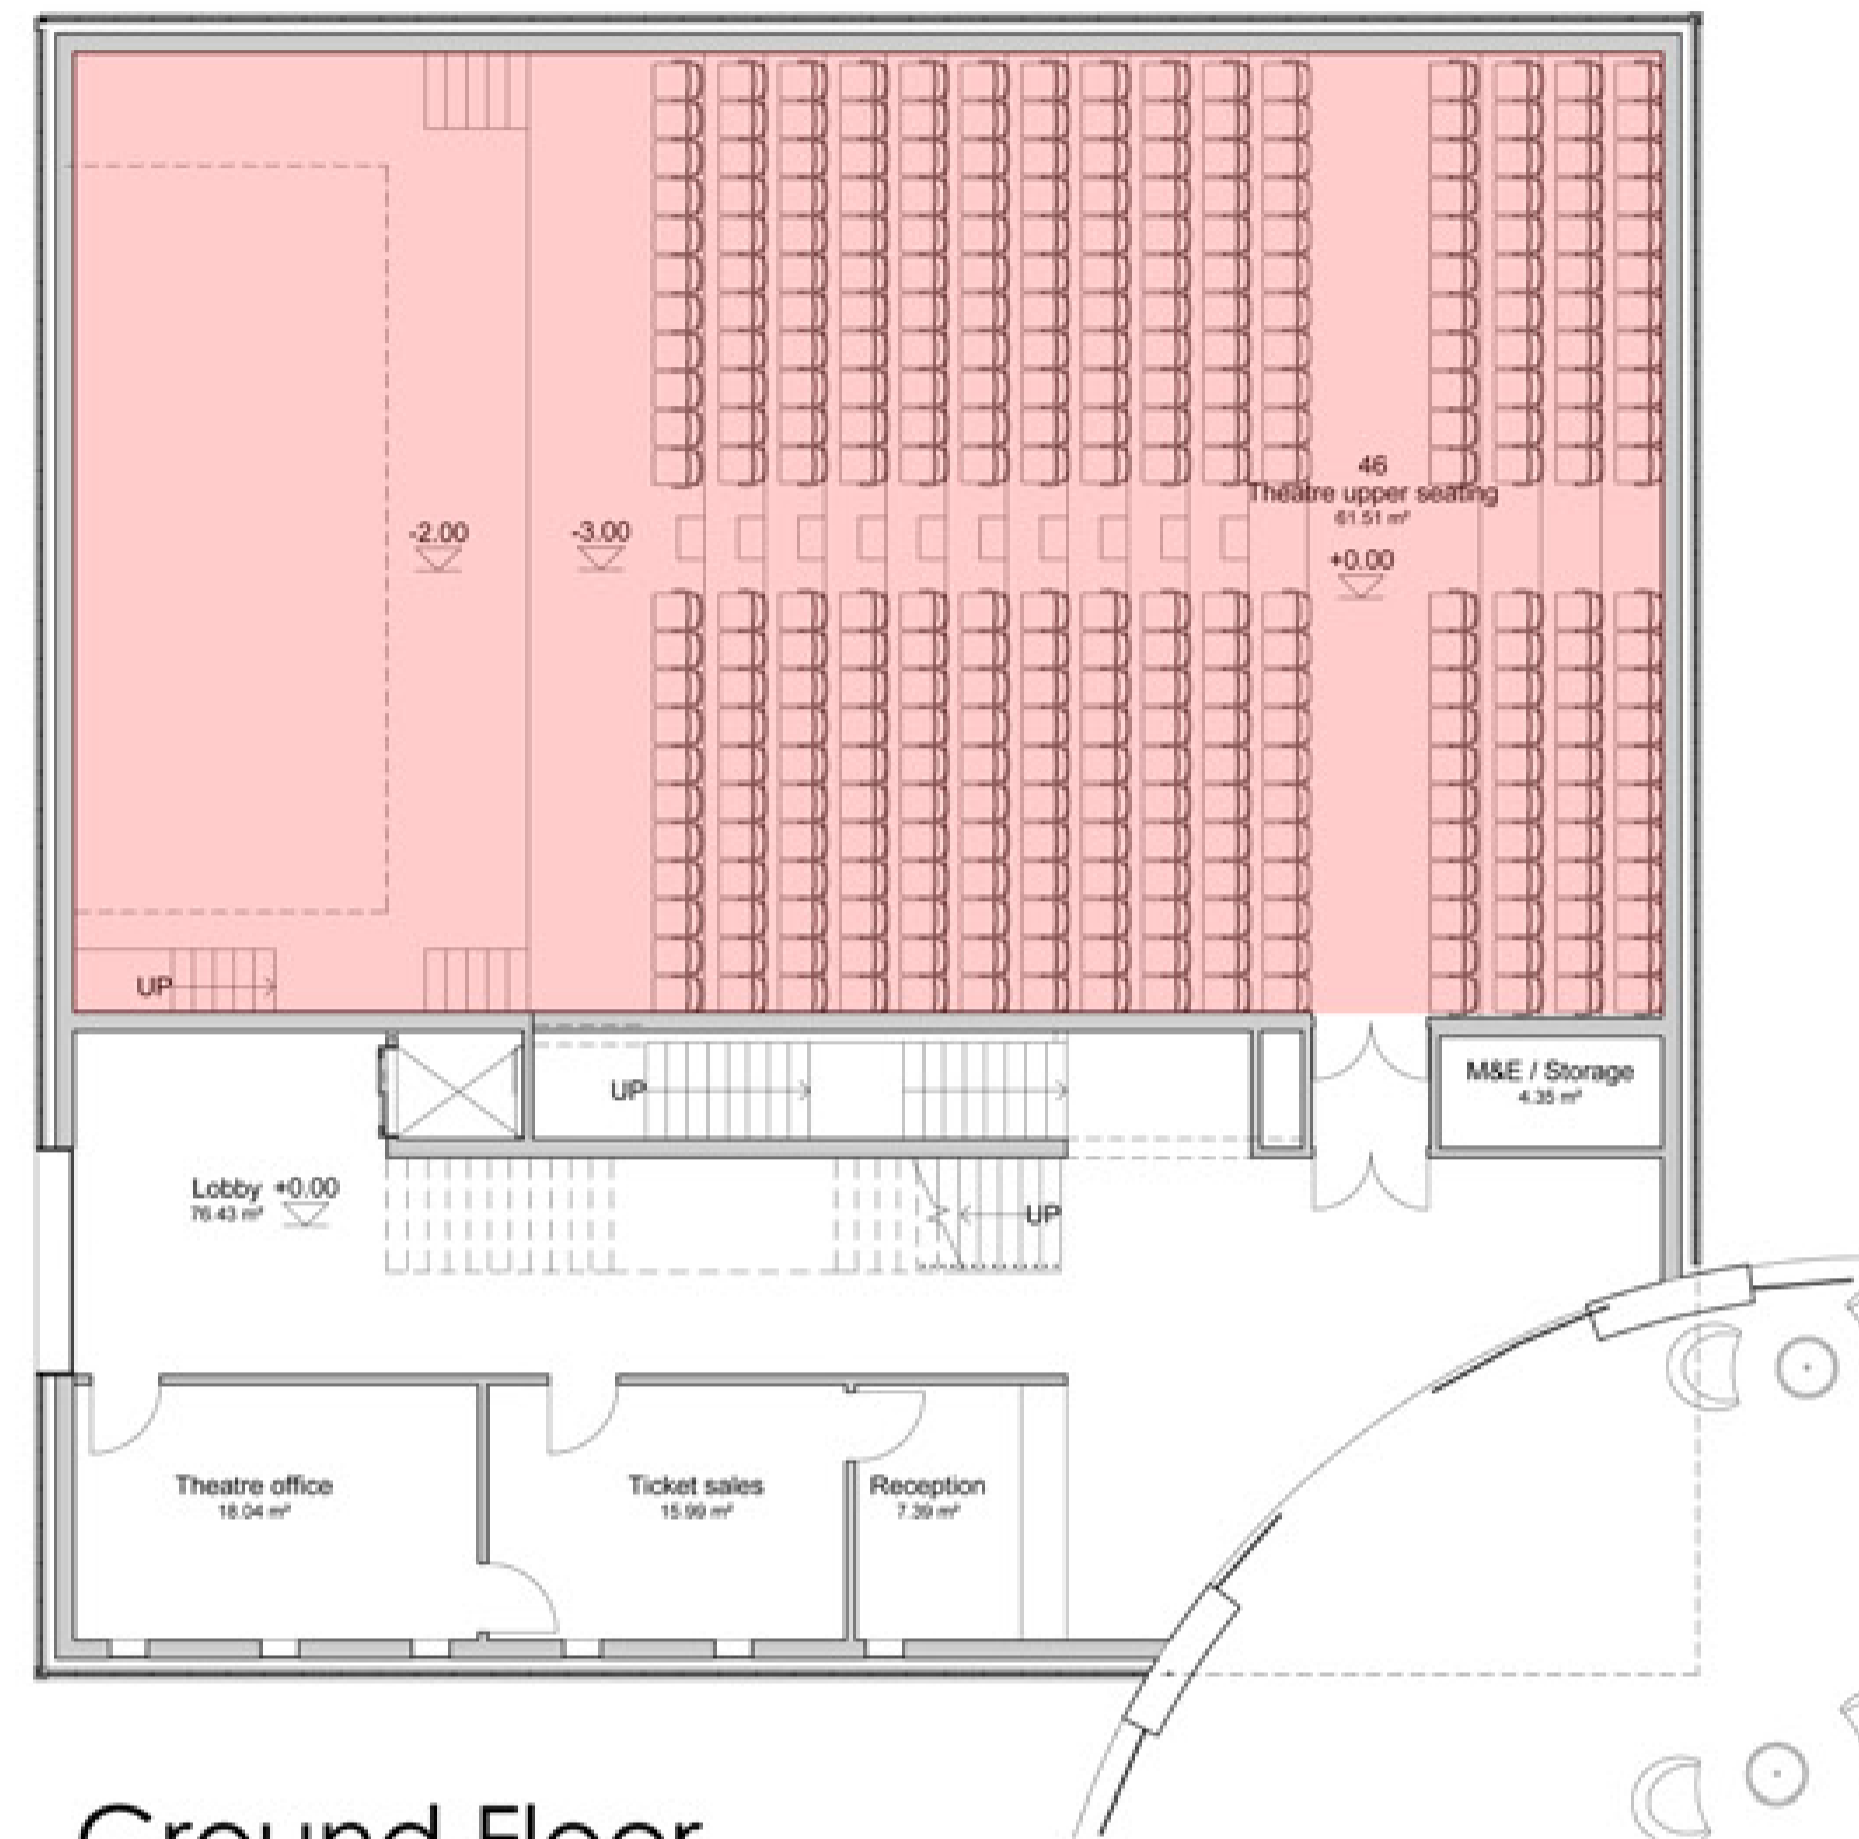 46
Theatre upper seating
61.51 m²
-2.00
-3.00
+0.00
UP
UP
M&E / Storage
4.35 m²
Lobby +0.00
76.43 m²
UP
Theatre office
18.04 m²
Ticket sales
15.99 m²
Reception
7.39 m²
Ground Floor